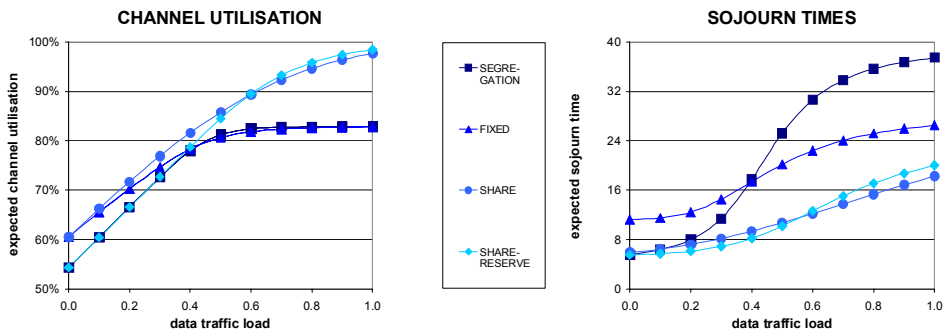 CHANNEL UTILISATION
expected channel utilisation
100%
90%
80%
70%
60%
50%
0.0 0.2 0.4 0.6 0.8 1.0
data traffic load
SEGRE-
GATION
FIXED
SHARE
SHARE-
RESERVE
SOJOURN TIMES
expected sojourn time
40
32
24
16
8
0
0.0 0.2 0.4 0.6 0.8 1.0
data traffic load